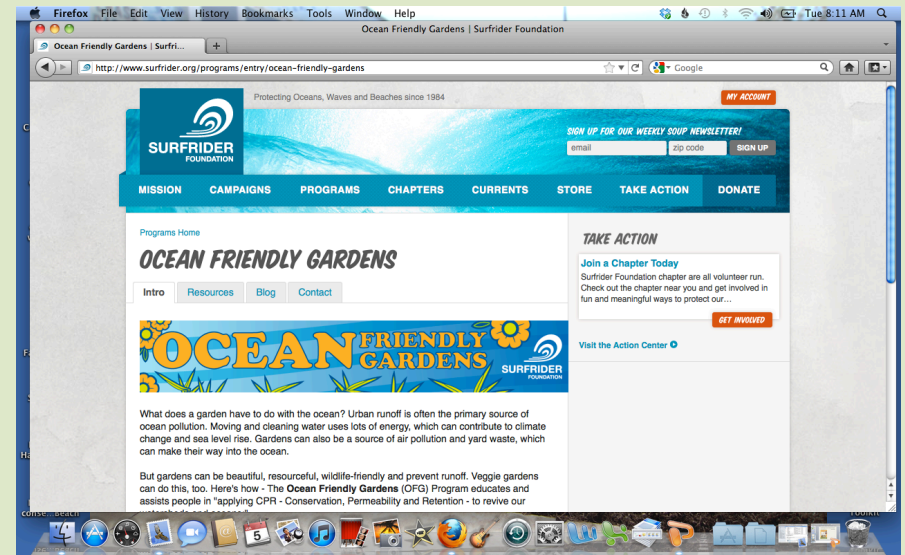 Firefox File Edit View History Bookmarks Tools Window Help Tue 8:11 AM
Ocean Friendly Gardens | Surfrider Foundation
Ocean Friendly Gardens | Surfri... +
http://www.surfrider.org/programs/entry/ocean-friendly-gardens Google
Protecting Oceans, Waves and Beaches since 1984
MY ACCOUNT
SURFRIDER
FOUNDATION
SIGN UP FOR OUR WEEKLY SOUP NEWSLETTER!
email zip code SIGN UP
MISSION CAMPAIGNS PROGRAMS CHAPTERS CURRENTS STORE TAKE ACTION DONATE
Programs Home
OCEAN FRIENDLY GARDENS
Intro Resources Blog Contact
OCEAN FRIENDLY
GARDENS
SURFRIDER
FOUNDATION
What does a garden have to do with the ocean? Urban runoff is often the primary source of
ocean pollution. Moving and cleaning water uses lots of energy, which can contribute to climate
change and sea level rise. Gardens can also be a source of air pollution and yard waste, which
can make their way into the ocean.
But gardens can be beautiful, resourceful, wildlife-friendly and prevent runoff. Veggie gardens
can do this, too. Here's how - The Ocean Friendly Gardens (OFG) Program educates and
assists people in "applying CPR - Conservation, Permeability and Retention - to revive our
TAKE ACTION
Join a Chapter Today
Surfrider Foundation chapter are all volunteer run.
Check out the chapter near you and get involved in
fun and meaningful ways to protect our…
GET INVOLVED
Visit the Action Center
conse...beach
5